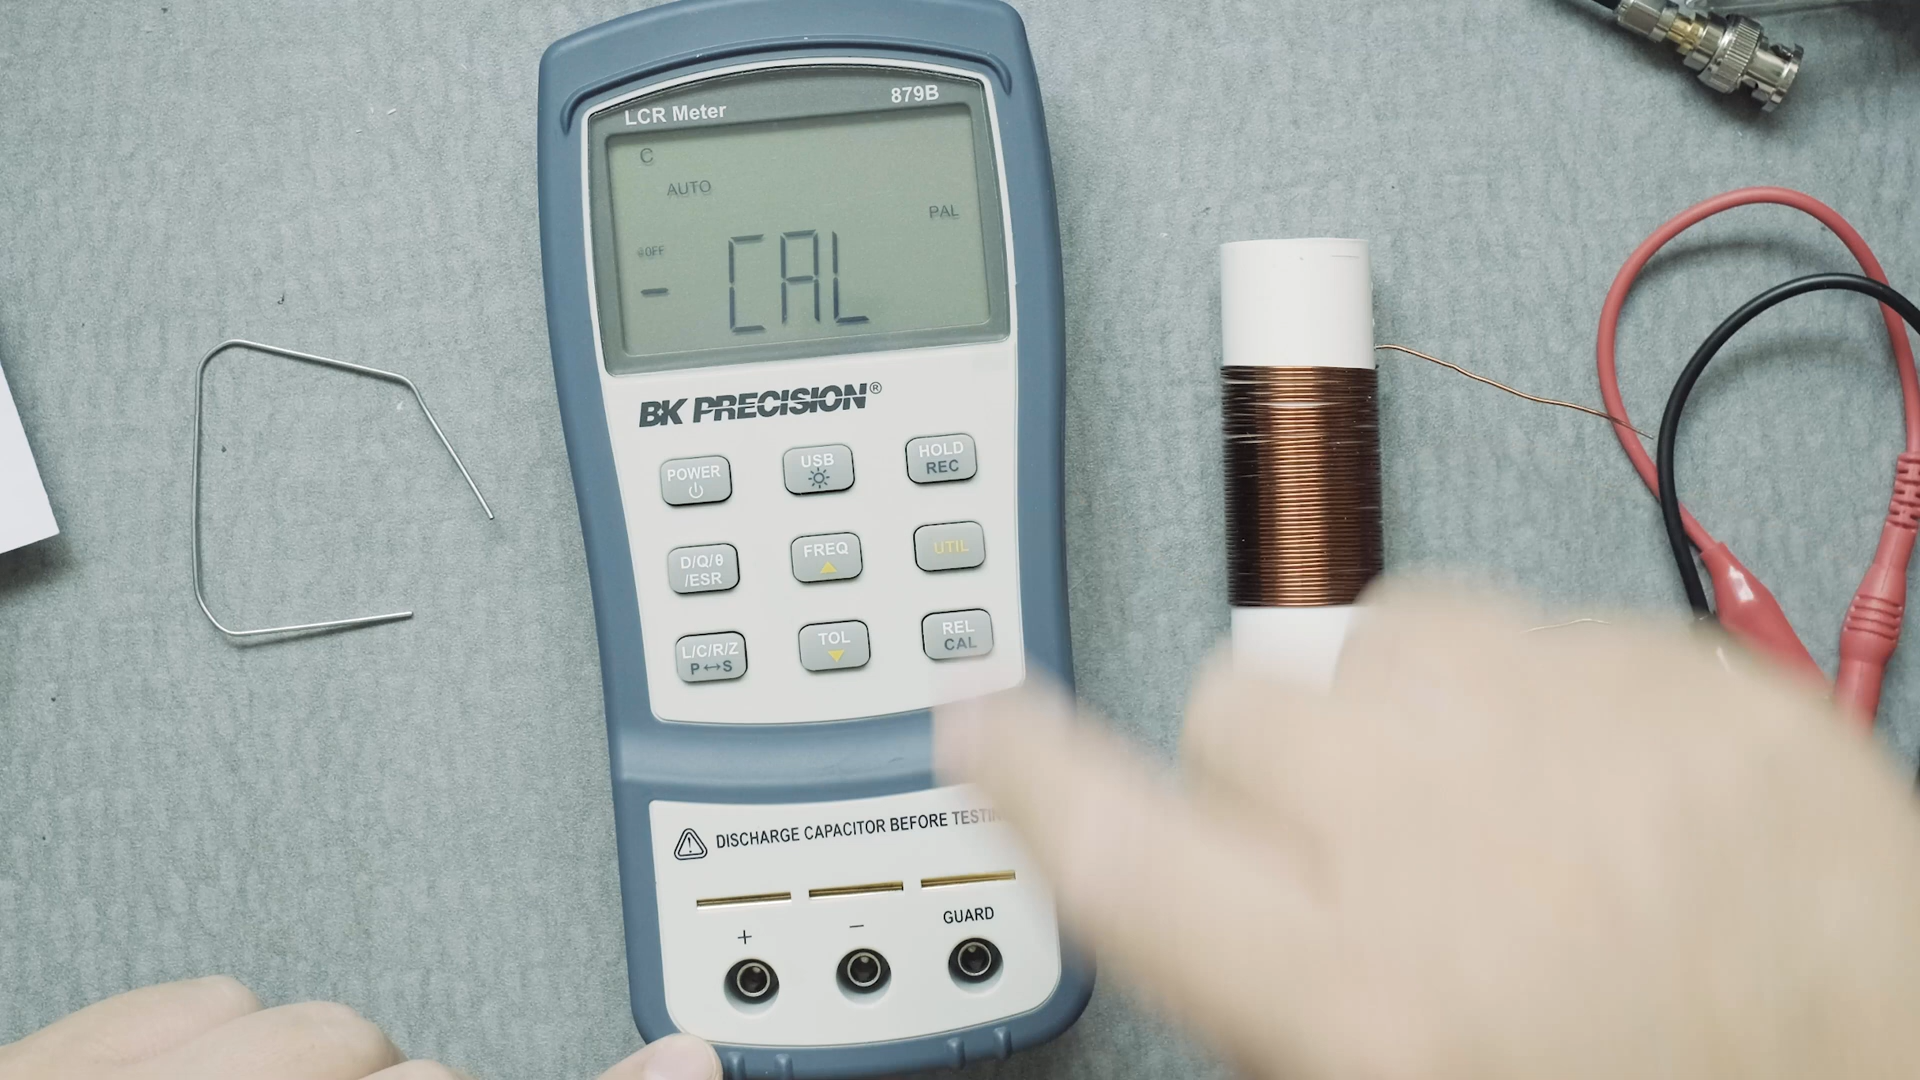 LCR Meter 879B
C
AUTO
PAL
OFF
- CAL
BK PRECISION®
POWER
USB
HOLD
REC
D/Q/θ
/ESR
FREQ
UTIL
L/C/R/Z
P↔S
TOL
REL
CAL
DISCHARGE CAPACITOR BEFORE
+ − GUARD